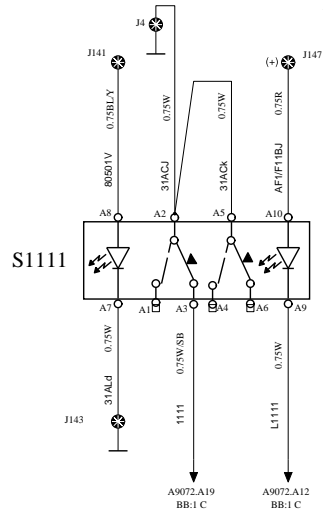 J4
J141
(+)
J147
0.75BL/Y
0.75W
0.75W
0.75R
80501V
31ACJ
31ACk
AF1/F11BJ
A8
A2
A5
A10
S1111
A7
A1
A3
A4
A6
A9
0.75W
0.75W/SB
0.75W
31ALd
1111
L1111
J143
A9072.A19
BB:1 C
A9072.A12
BB:1 C